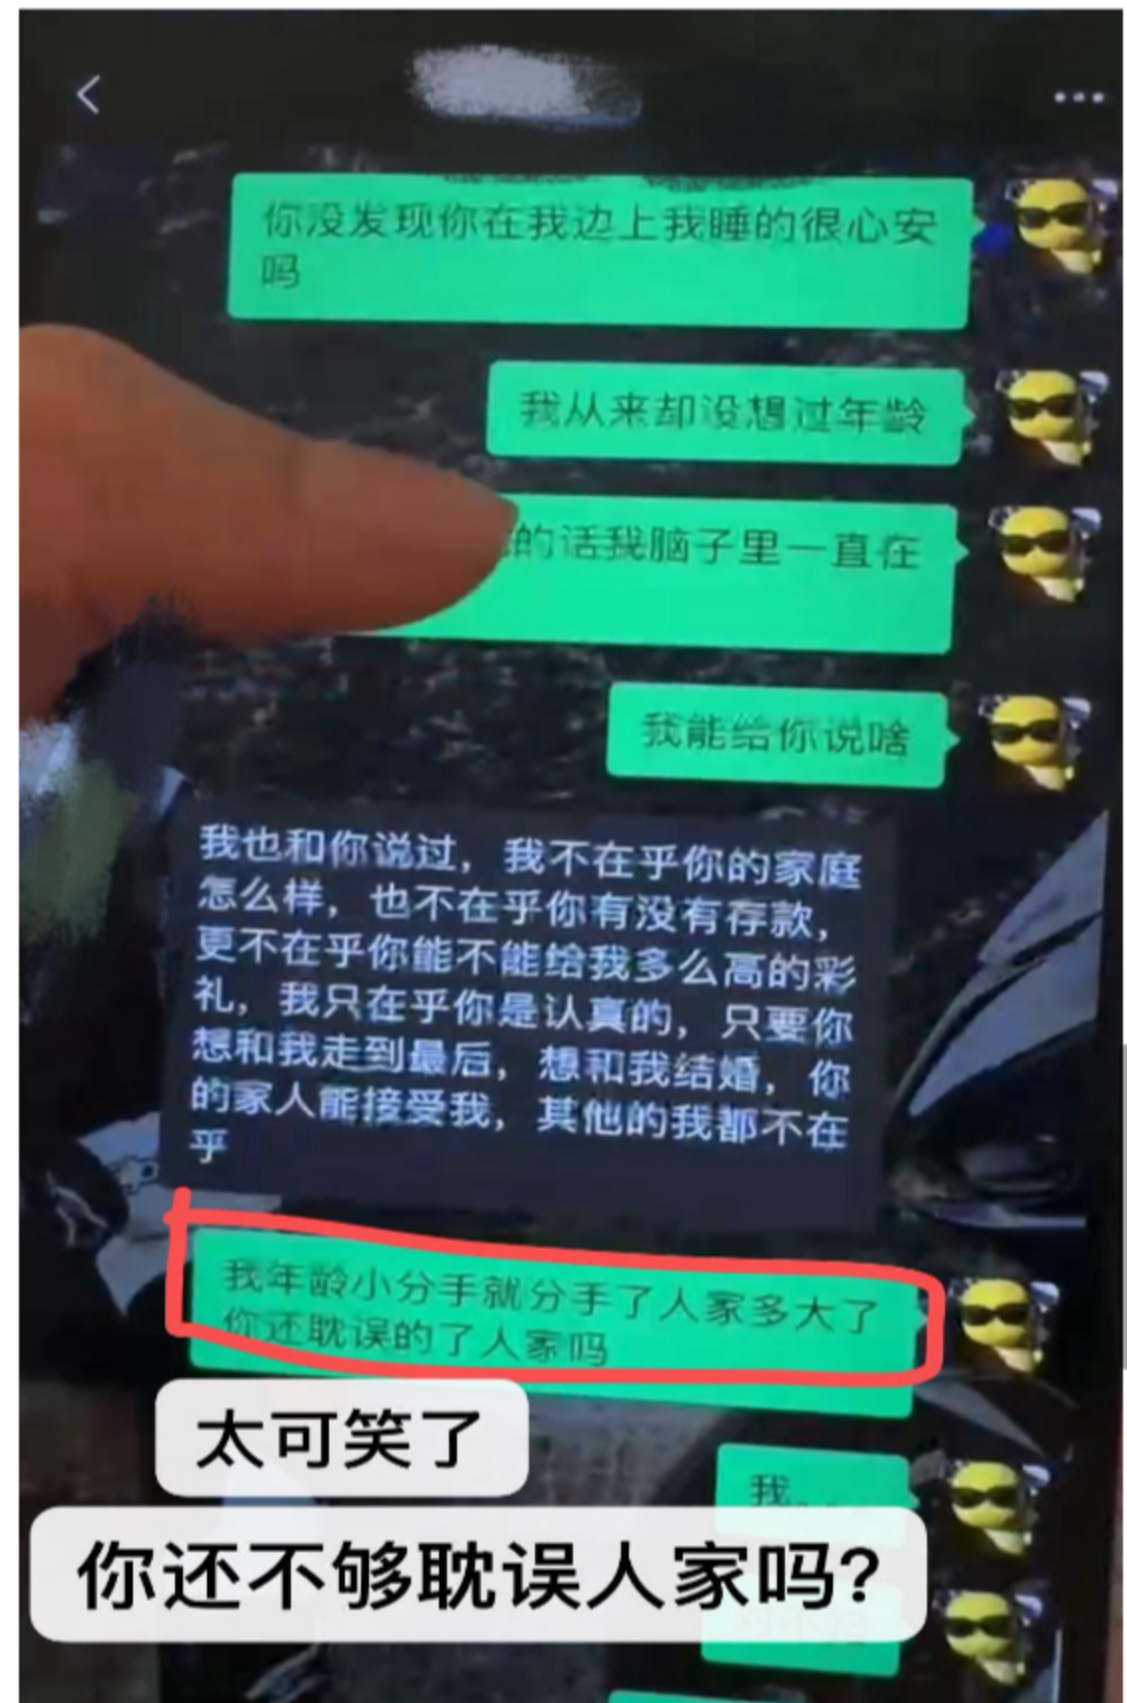 你没发现你在我边上我睡的很心安
吗
我从来却没想过年龄
的话我脑子里一直在
我能给你说啥
我也和你说过，我不在乎你的家庭
怎么样，也不在乎你有没有存款，
更不在乎你能不能给我多么高的彩
礼，我只在乎你是认真的，只要你
想和我走到最后，想和我结婚，你
的家人能接受我，其他的我都不在
乎
我年龄小分手就分手了人家多大了
你还耽误的了人家吗
太可笑了
我
你还不够耽误人家吗?